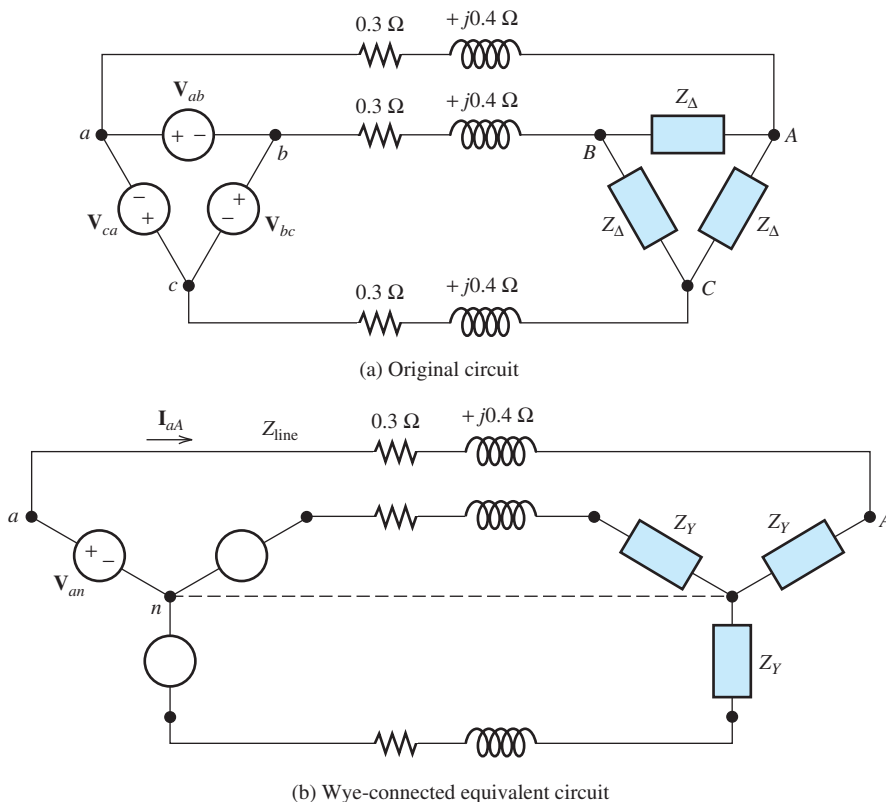 0.3 Ω +j0.4 Ω
V_ab
0.3 Ω +j0.4 Ω
Z_Δ
a + − b B A
− + + −
V_ca V_bc Z_Δ Z_Δ
c C
0.3 Ω +j0.4 Ω
(a) Original circuit
I_aA Z_line 0.3 Ω +j0.4 Ω
a A
+ − Z_Y Z_Y
V_an
n
Z_Y
(b) Wye-connected equivalent circuit